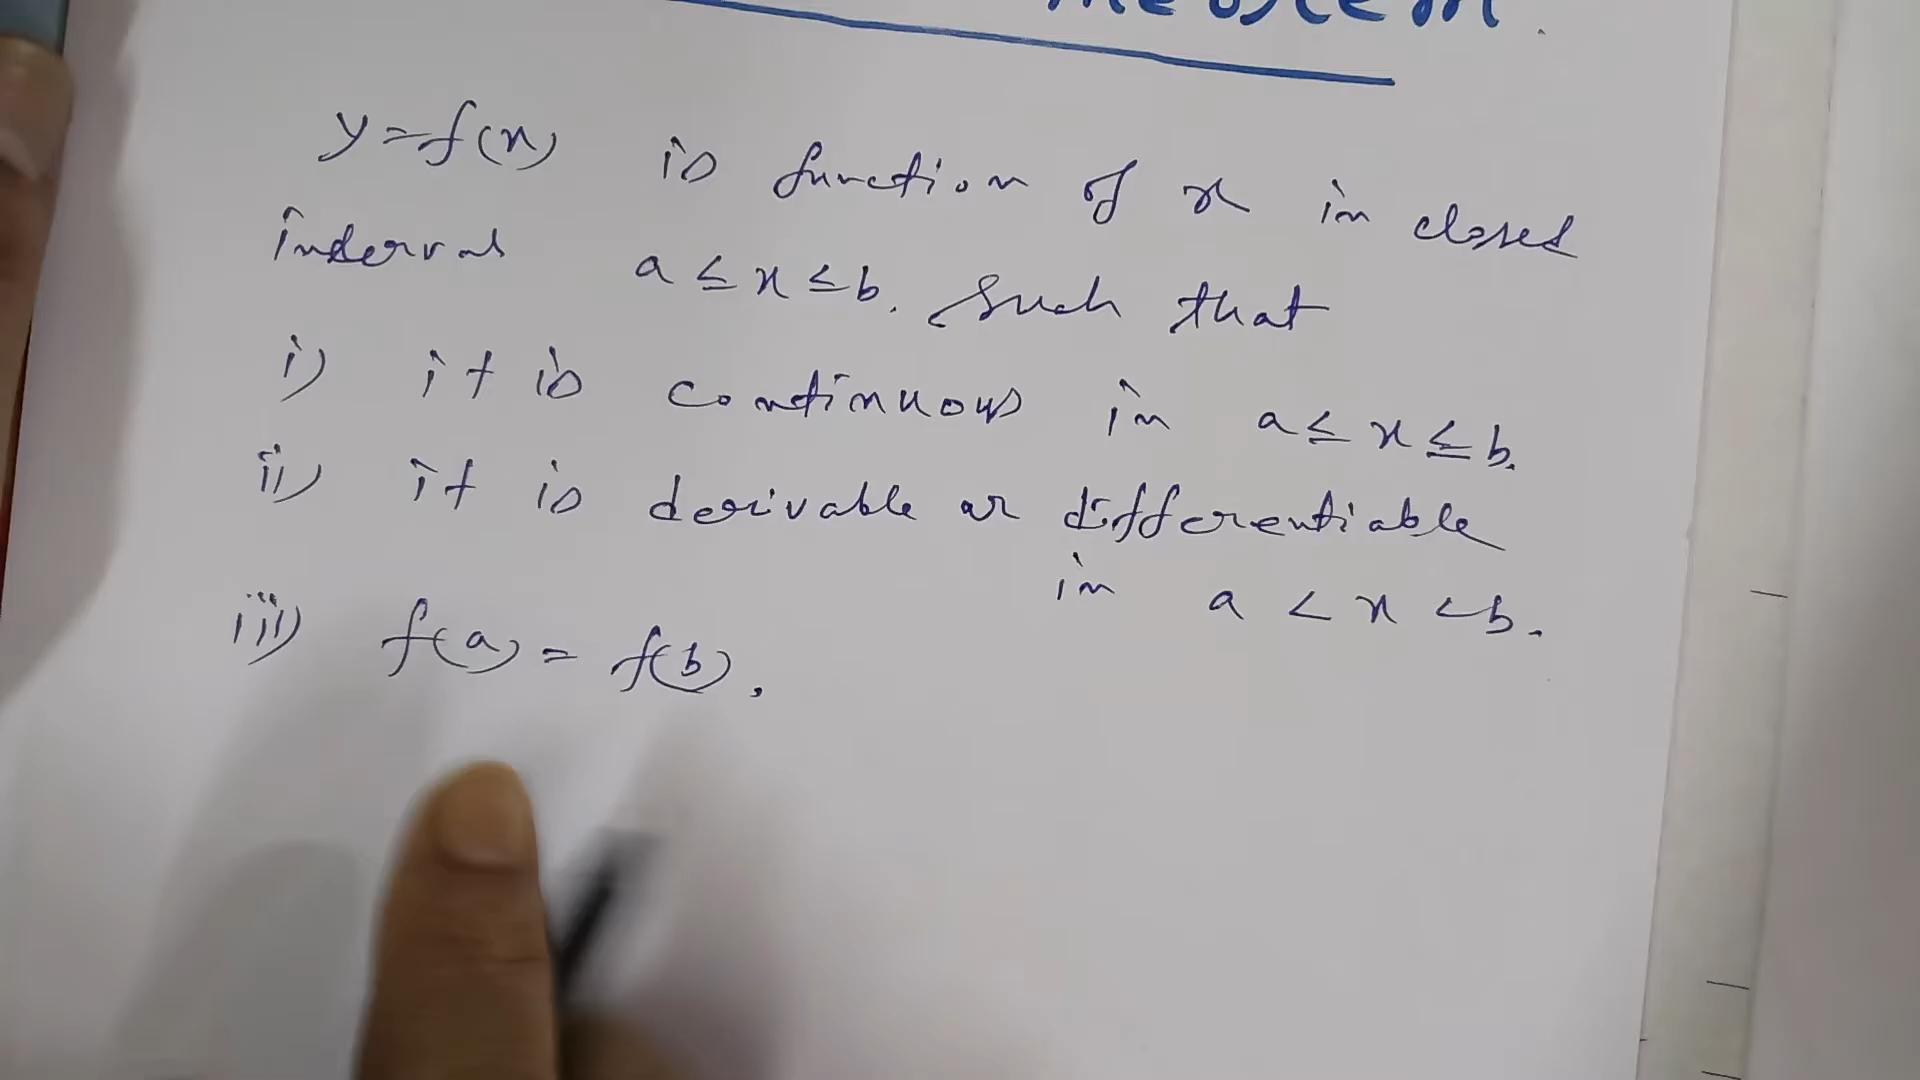 Theorem.
y=f(x) is function of x in closed
interval a ≤ x ≤ b. Such that
i) it is continuous in a ≤ x ≤ b.
ii) it is derivable or differentiable
in a < x < b.
iii) f(a) = f(b).